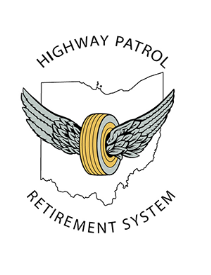 HIGHWAY PATROL
RETIREMENT SYSTEM